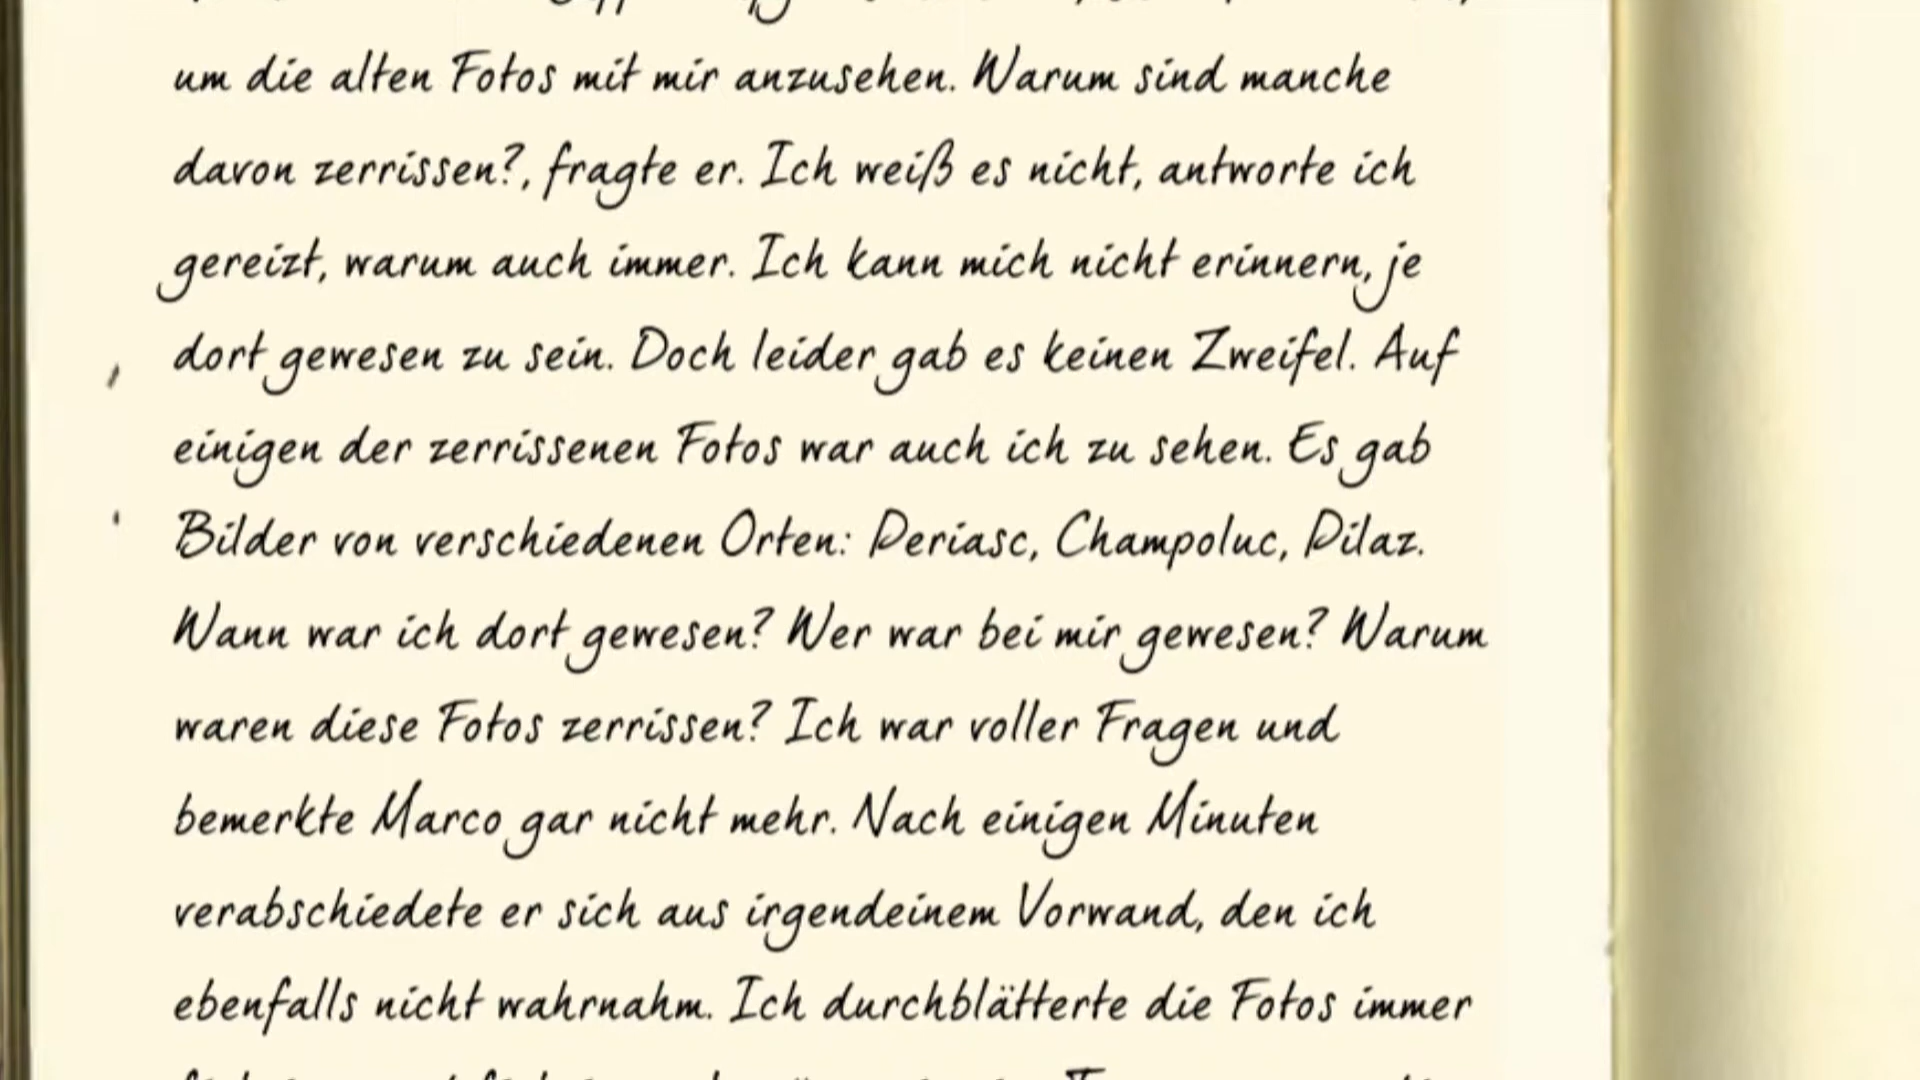 um die alten Fotos mit mir anzusehen. Warum sind manche
davon zerrissen?, fragte er. Ich weiß es nicht, antworte ich
gereizt, warum auch immer. Ich kann mich nicht erinnern, je
dort gewesen zu sein. Doch leider gab es keinen Zweifel. Auf
einigen der zerrissenen Fotos war auch ich zu sehen. Es gab
Bilder von verschiedenen Orten: Periasc, Champoluc, Pilaz.
Wann war ich dort gewesen? Wer war bei mir gewesen? Warum
waren diese Fotos zerrissen? Ich war voller Fragen und
bemerkte Marco gar nicht mehr. Nach einigen Minuten
verabschiedete er sich aus irgendeinem Vorwand, den ich
ebenfalls nicht wahrnahm. Ich durchblätterte die Fotos immer